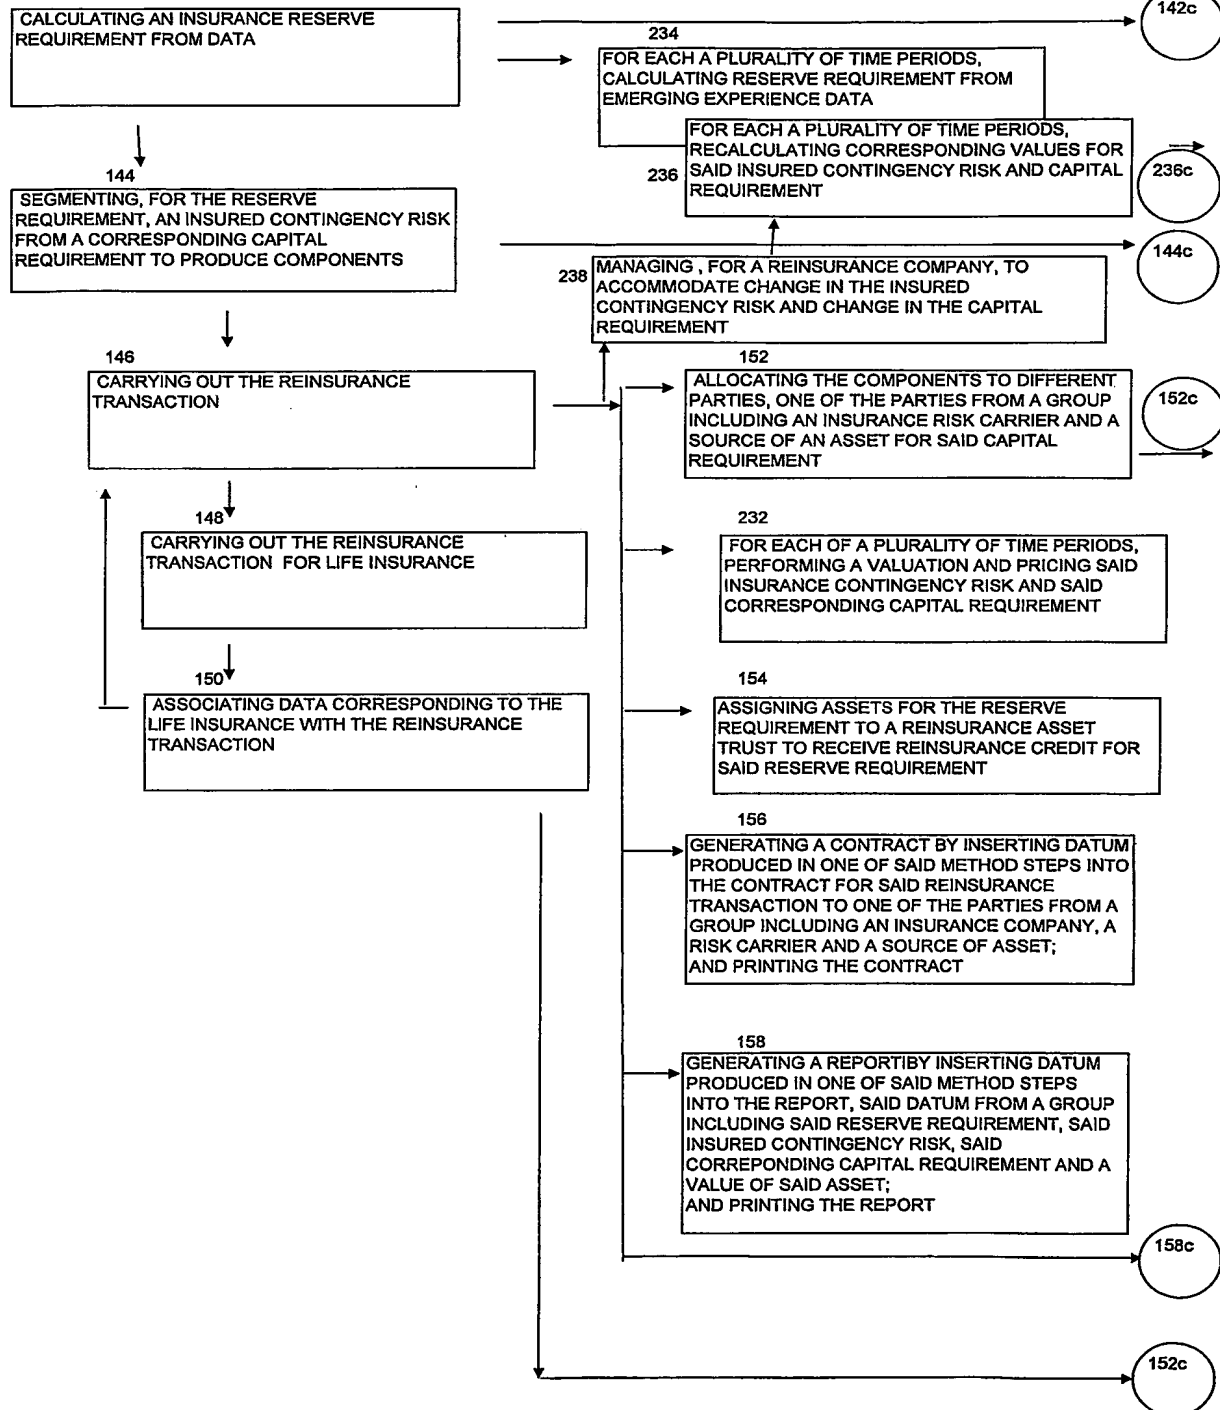 CALCULATING AN INSURANCE RESERVE
REQUIREMENT FROM DATA
142c
234
FOR EACH A PLURALITY OF TIME PERIODS,
CALCULATING RESERVE REQUIREMENT FROM
EMERGING EXPERIENCE DATA
236
FOR EACH A PLURALITY OF TIME PERIODS,
RECALCULATING CORRESPONDING VALUES FOR
SAID INSURED CONTINGENCY RISK AND CAPITAL
REQUIREMENT
236c
144
SEGMENTING, FOR THE RESERVE
REQUIREMENT, AN INSURED CONTINGENCY RISK
FROM A CORRESPONDING CAPITAL
REQUIREMENT TO PRODUCE COMPONENTS
144c
238
MANAGING , FOR A REINSURANCE COMPANY, TO
ACCOMMODATE CHANGE IN THE INSURED
CONTINGENCY RISK AND CHANGE IN THE CAPITAL
REQUIREMENT
146
CARRYING OUT THE REINSURANCE
TRANSACTION
152
ALLOCATING THE COMPONENTS TO DIFFERENT
PARTIES, ONE OF THE PARTIES FROM A GROUP
INCLUDING AN INSURANCE RISK CARRIER AND A
SOURCE OF AN ASSET FOR SAID CAPITAL
REQUIREMENT
152c
148
CARRYING OUT THE REINSURANCE
TRANSACTION FOR LIFE INSURANCE
232
FOR EACH OF A PLURALITY OF TIME PERIODS,
PERFORMING A VALUATION AND PRICING SAID
INSURANCE CONTINGENCY RISK AND SAID
CORRESPONDING CAPITAL REQUIREMENT
150
ASSOCIATING DATA CORRESPONDING TO THE
LIFE INSURANCE WITH THE REINSURANCE
TRANSACTION
154
ASSIGNING ASSETS FOR THE RESERVE
REQUIREMENT TO A REINSURANCE ASSET
TRUST TO RECEIVE REINSURANCE CREDIT FOR
SAID RESERVE REQUIREMENT
156
GENERATING A CONTRACT BY INSERTING DATUM
PRODUCED IN ONE OF SAID METHOD STEPS INTO
THE CONTRACT FOR SAID REINSURANCE
TRANSACTION TO ONE OF THE PARTIES FROM A
GROUP INCLUDING AN INSURANCE COMPANY, A
RISK CARRIER AND A SOURCE OF ASSET;
AND PRINTING THE CONTRACT
158
GENERATING A REPORTIBY INSERTING DATUM
PRODUCED IN ONE OF SAID METHOD STEPS
INTO THE REPORT, SAID DATUM FROM A GROUP
INCLUDING SAID RESERVE REQUIREMENT, SAID
INSURED CONTINGENCY RISK, SAID
CORREPONDING CAPITAL REQUIREMENT AND A
VALUE OF SAID ASSET;
AND PRINTING THE REPORT
158c
152c